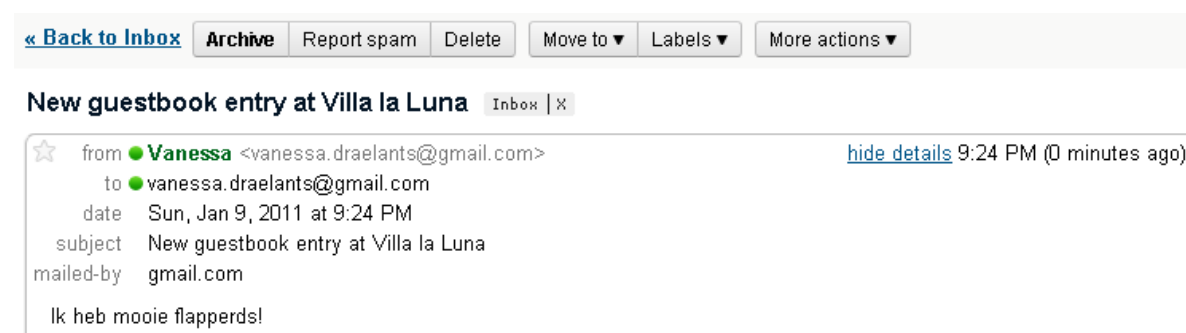 « Back to Inbox Archive Report spam Delete Move to ▼ Labels ▼ More actions ▼
New guestbook entry at Villa la Luna Inbox | X
from Vanessa <vanessa.draelants@gmail.com> hide details 9:24 PM (0 minutes ago)
to vanessa.draelants@gmail.com
date Sun, Jan 9, 2011 at 9:24 PM
subject New guestbook entry at Villa la Luna
mailed-by gmail.com
Ik heb mooie flapperds!